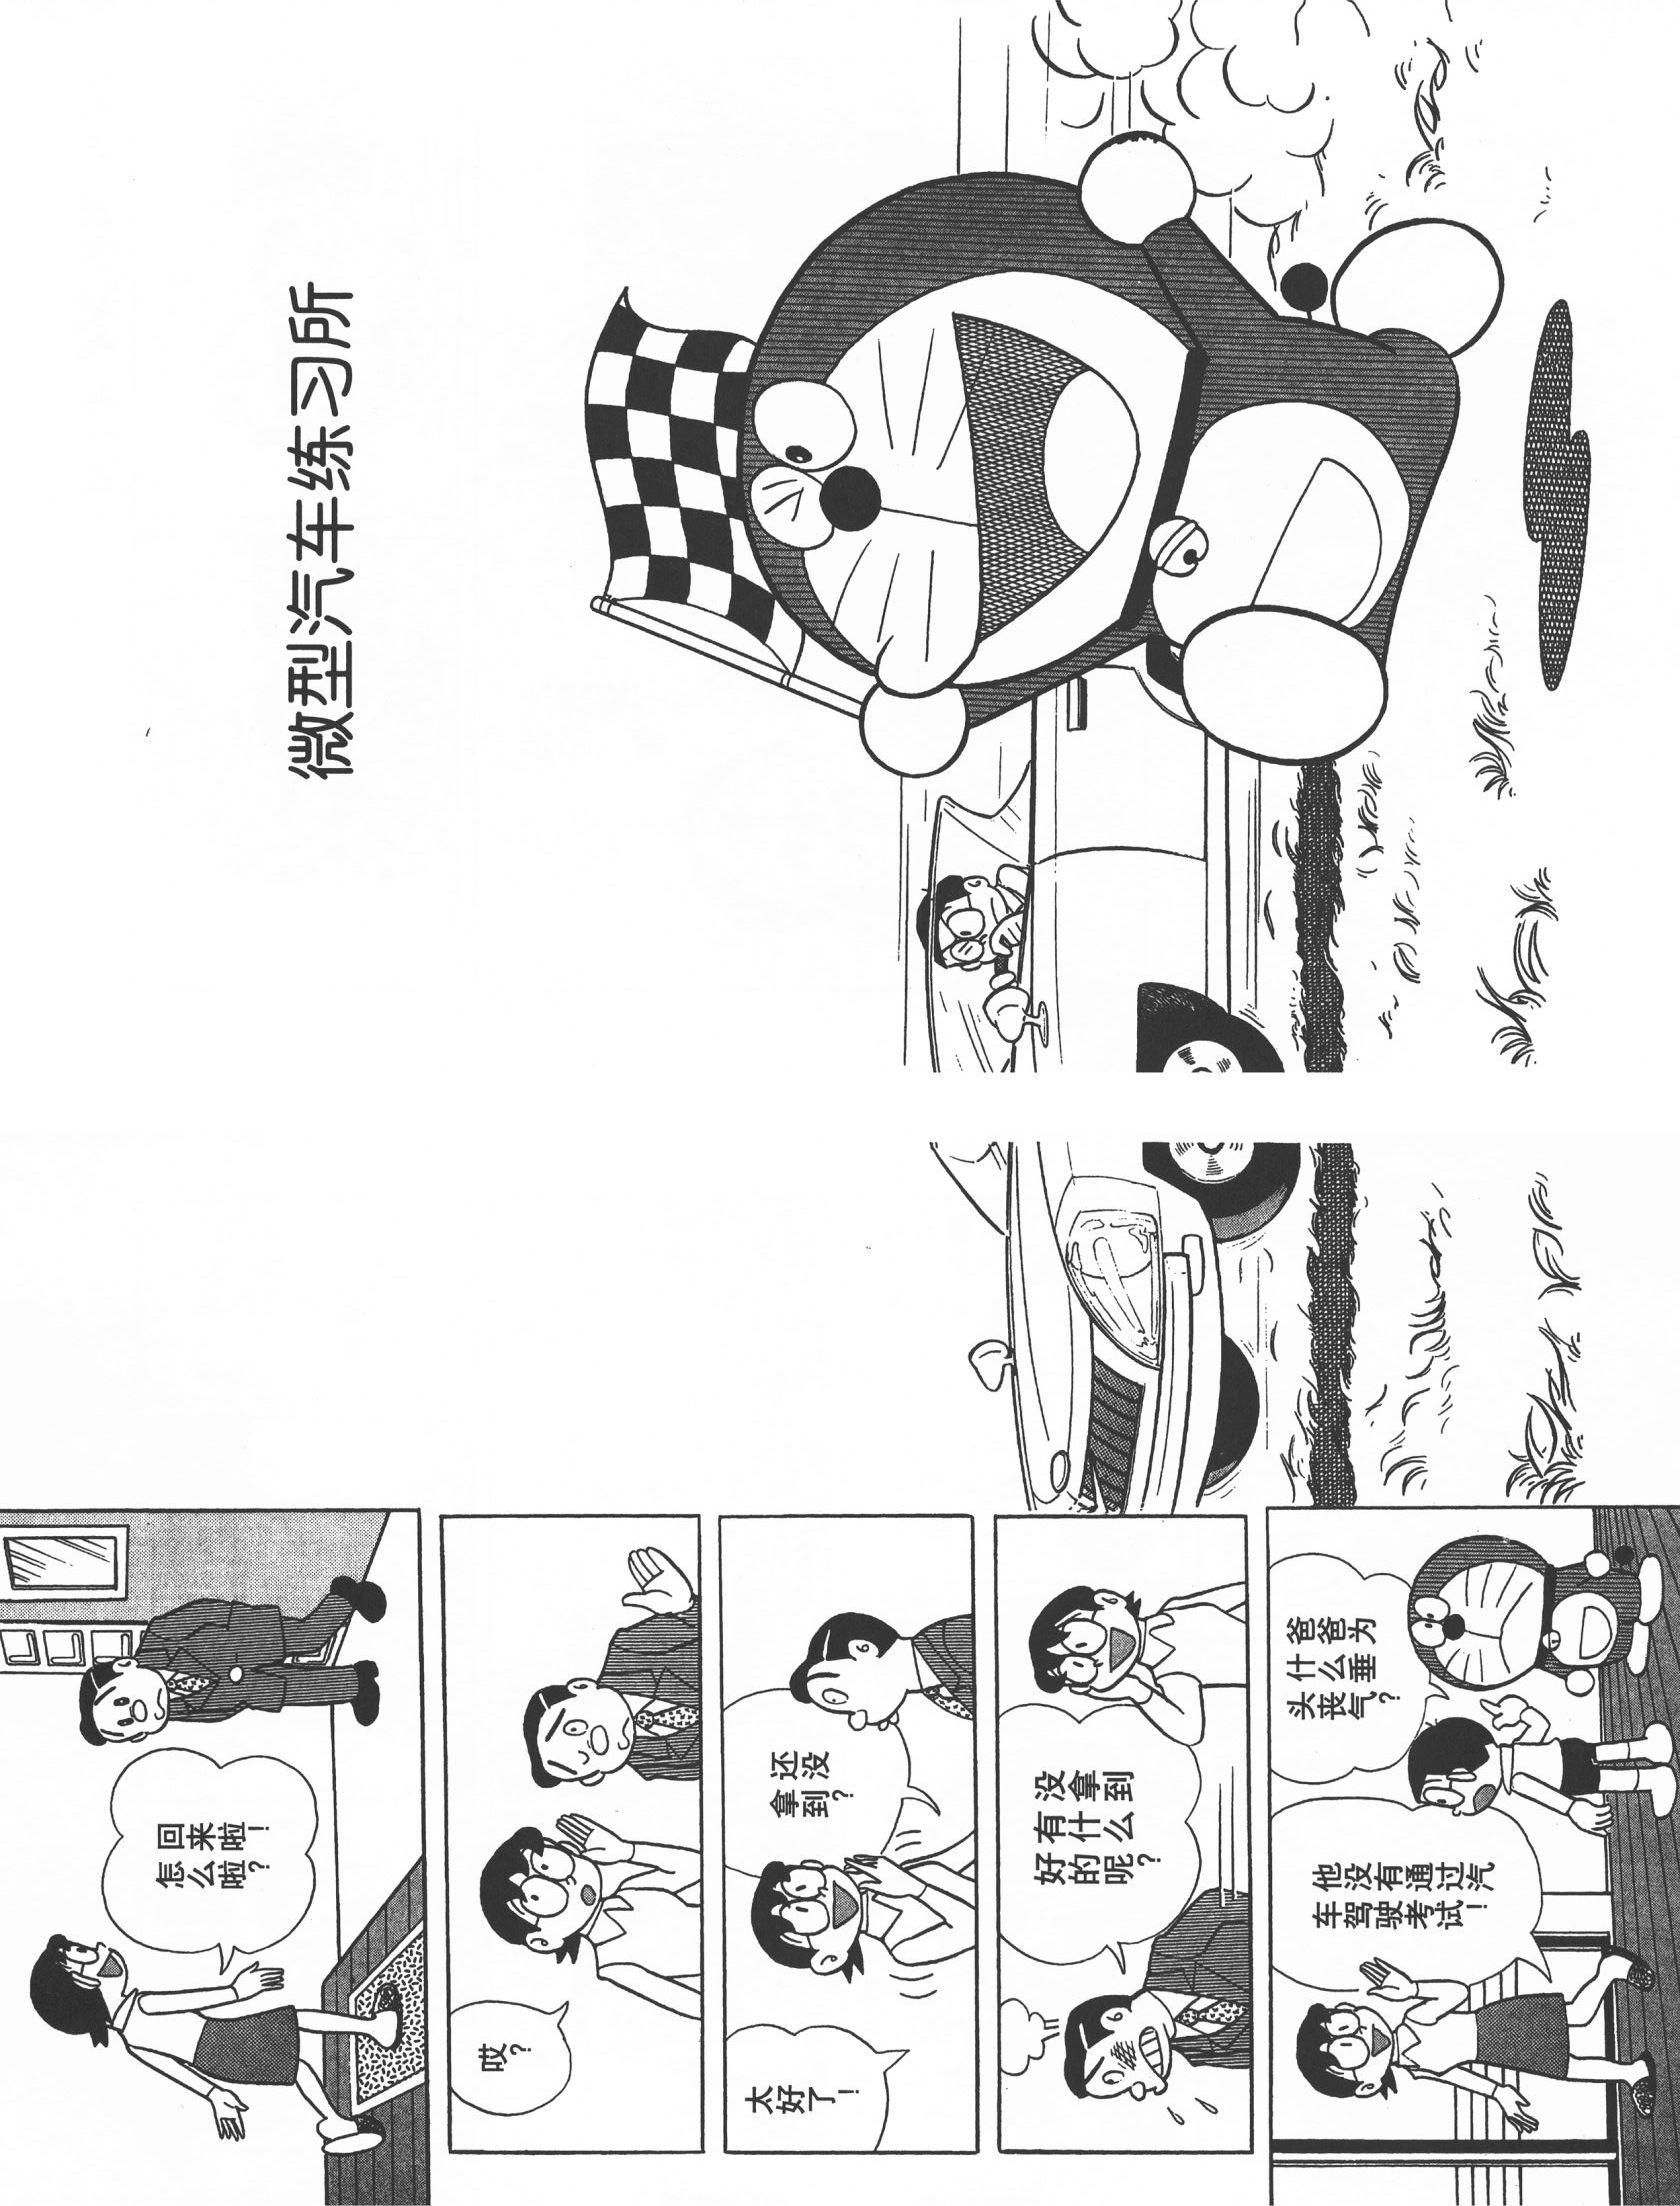 微型汽车练习所
回来啦！
怎么啦？
哎？
还没
拿到？
太好了！
没拿到
有什么
好的呢？
爸爸为
什么垂
头丧气？
他没有通过汽
车驾驶考试！